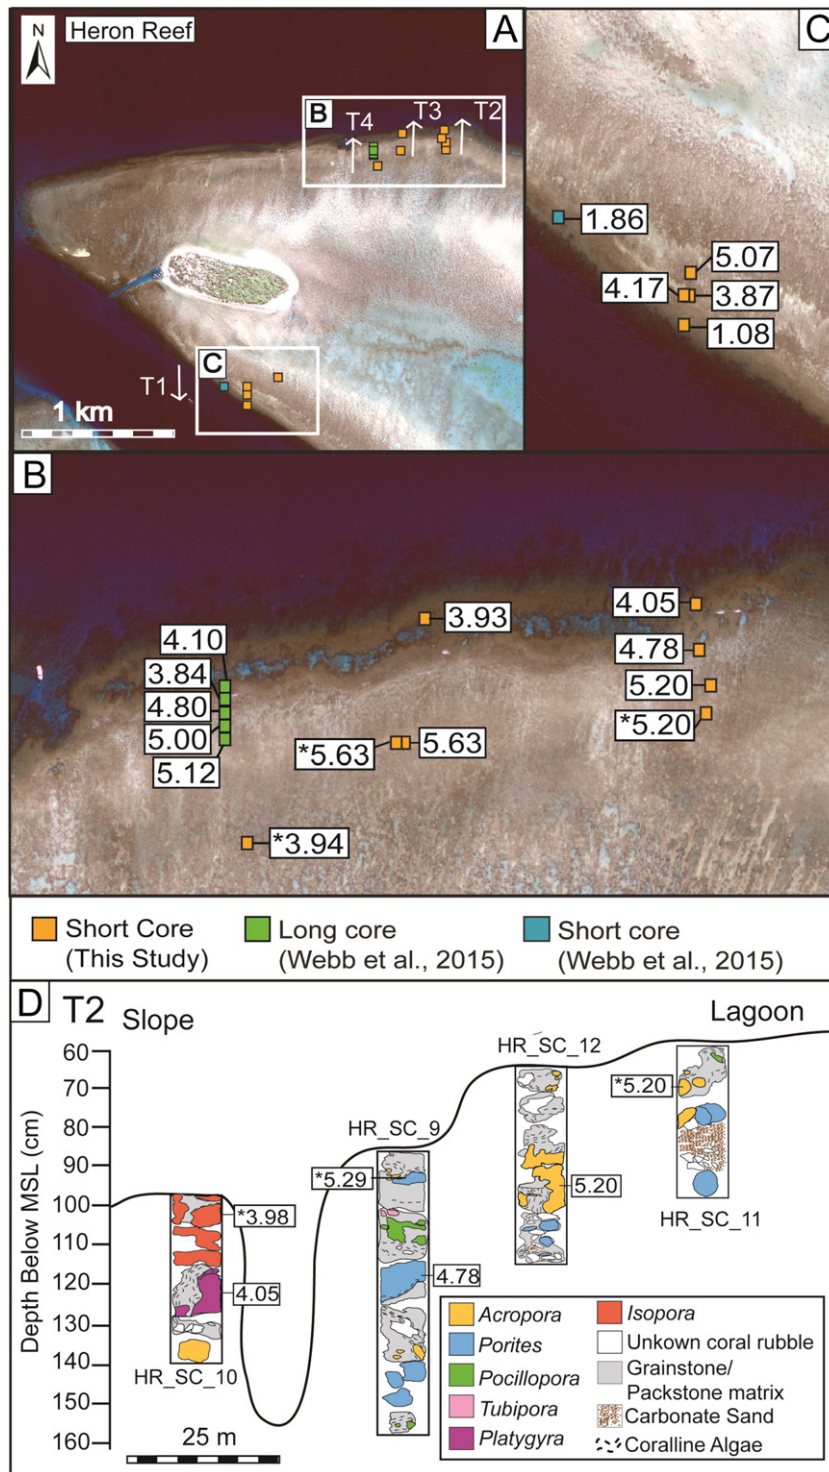 N
Heron Reef
A
B
T4
T3
T2
C
T1
1 km
C
1.86
5.07
4.17
3.87
1.08
B
4.10
3.84
4.80
5.00
5.12
3.93
4.05
4.78
5.20
*5.20
*5.63
5.63
*3.94
Short Core
(This Study)
Long core
(Webb et al., 2015)
Short core
(Webb et al., 2015)
D
T2
Slope
Lagoon
Depth Below MSL (cm)
60
70
80
90
100
110
120
130
140
150
160
HR_SC_10
*3.98
4.05
HR_SC_9
*5.29
4.78
HR_SC_12
5.20
*5.20
HR_SC_11
25 m
Acropora
Porites
Pocillopora
Tubipora
Platygyra
Isopora
Unkown coral rubble
Grainstone/
Packstone matrix
Carbonate Sand
Coralline Algae